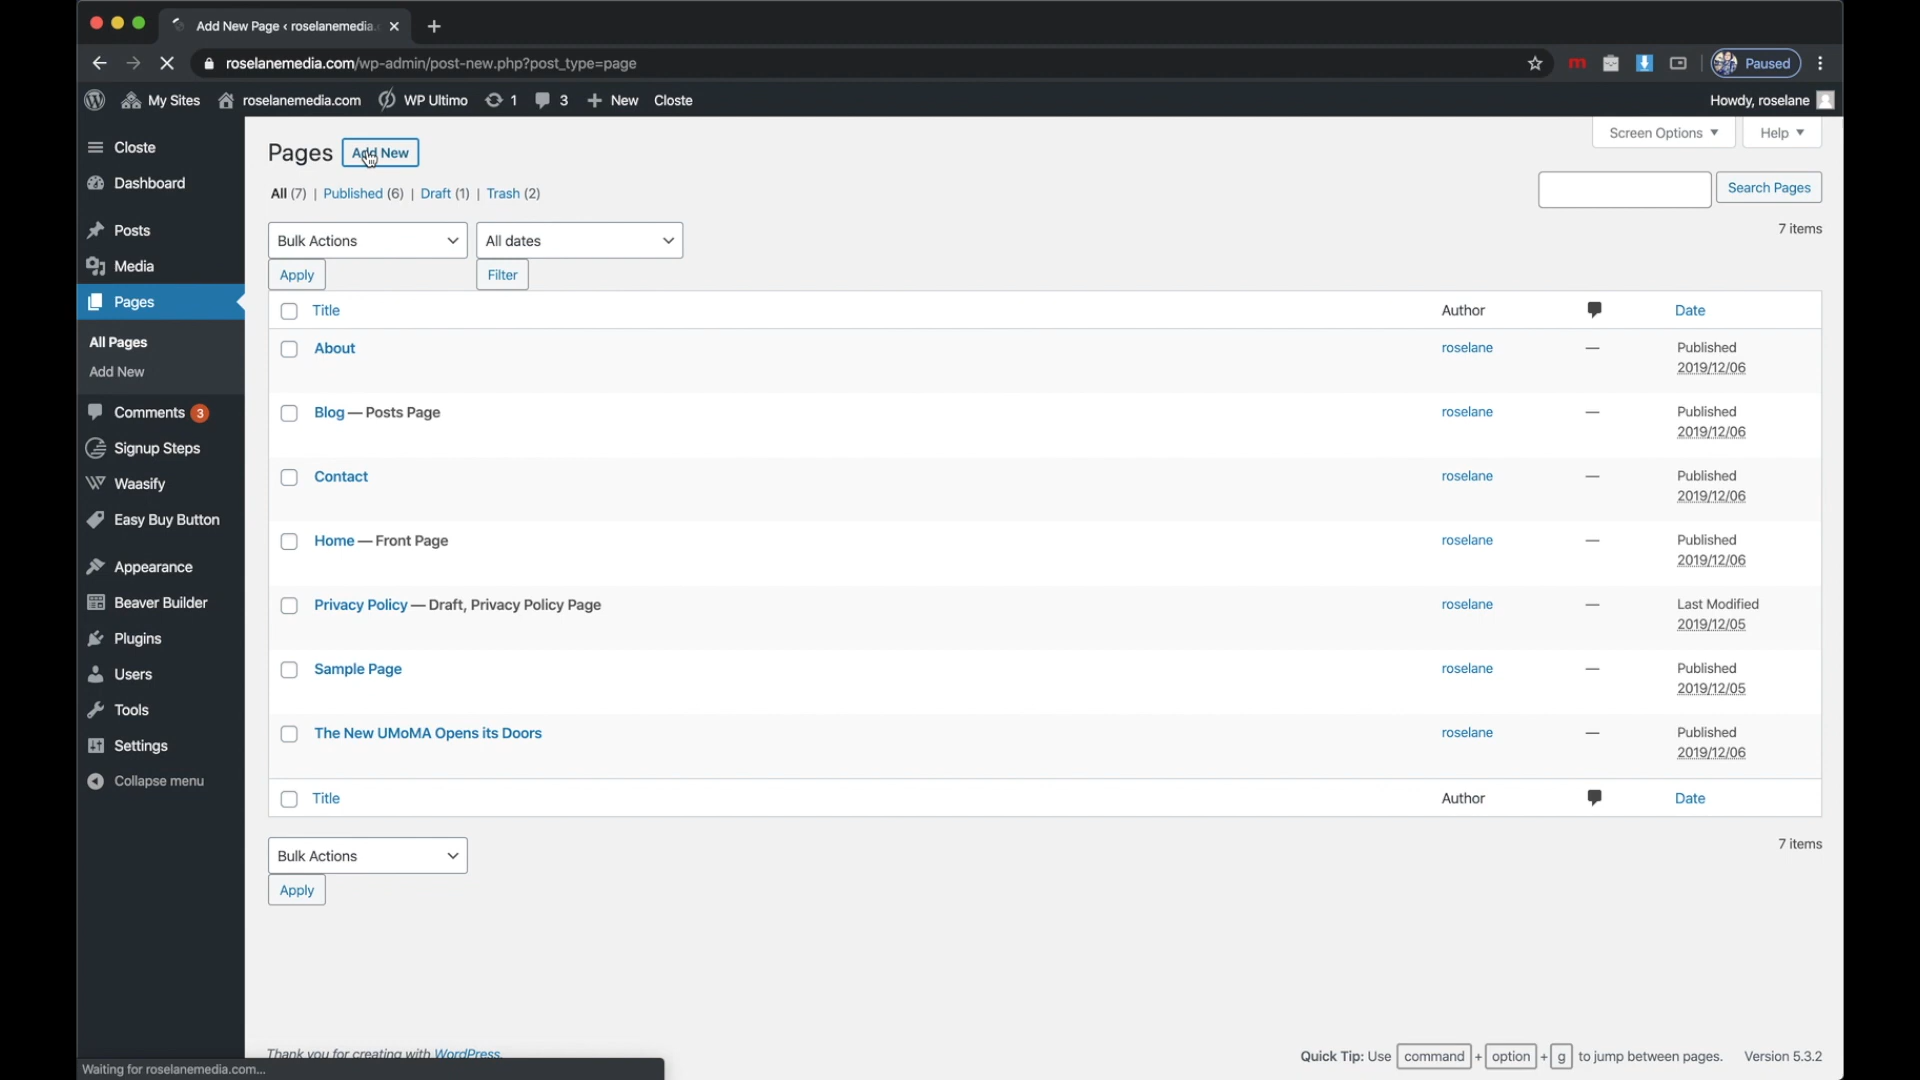 Add New Page ‹ roselanemedia.
roselanemedia.com/wp-admin/post-new.php?post_type=page
Paused
My Sites roselanemedia.com WP Ultimo 1 3 New Closte Howdy, roselane
Closte
Dashboard
Posts
Media
Pages
All Pages
Add New
Comments 3
Signup Steps
Waasify
Easy Buy Button
Appearance
Beaver Builder
Plugins
Users
Tools
Settings
Collapse menu
Screen Options Help
Pages Add New
All (7) | Published (6) | Draft (1) | Trash (2)
Search Pages
7 items
Bulk Actions All dates
Apply Filter
Title Author Date
About roselane — Published
2019/12/06
Blog — Posts Page roselane — Published
2019/12/06
Contact roselane — Published
2019/12/06
Home — Front Page roselane — Published
2019/12/06
Privacy Policy — Draft, Privacy Policy Page roselane — Last Modified
2019/12/05
Sample Page roselane — Published
2019/12/05
The New UMoMA Opens its Doors roselane — Published
2019/12/06
Title Author Date
Bulk Actions 7 items
Apply
Thank you for creating with WordPress.
Quick Tip: Use command + option + g to jump between pages. Version 5.3.2
Waiting for roselanemedia.com...